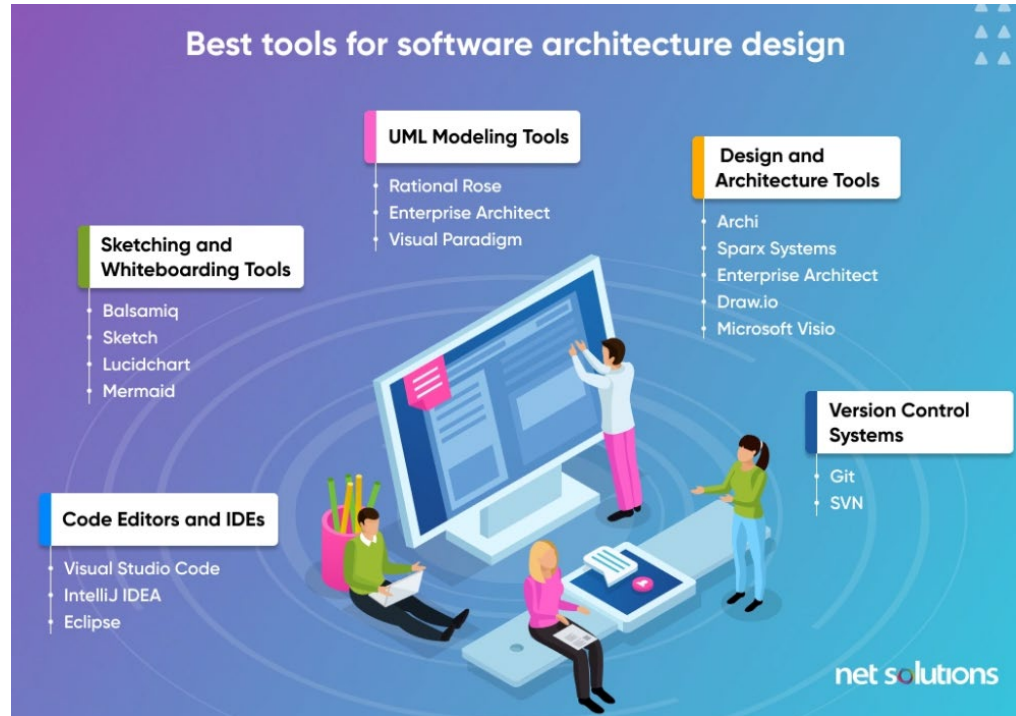 Best tools for software architecture design
UML Modeling Tools
Rational Rose
Enterprise Architect
Visual Paradigm
Design and
Architecture Tools
Archi
Sparx Systems
Enterprise Architect
Draw.io
Microsoft Visio
Sketching and
Whiteboarding Tools
Balsamiq
Sketch
Lucidchart
Mermaid
Version Control
Systems
Git
SVN
Code Editors and IDEs
Visual Studio Code
IntelliJ IDEA
Eclipse
net solutions